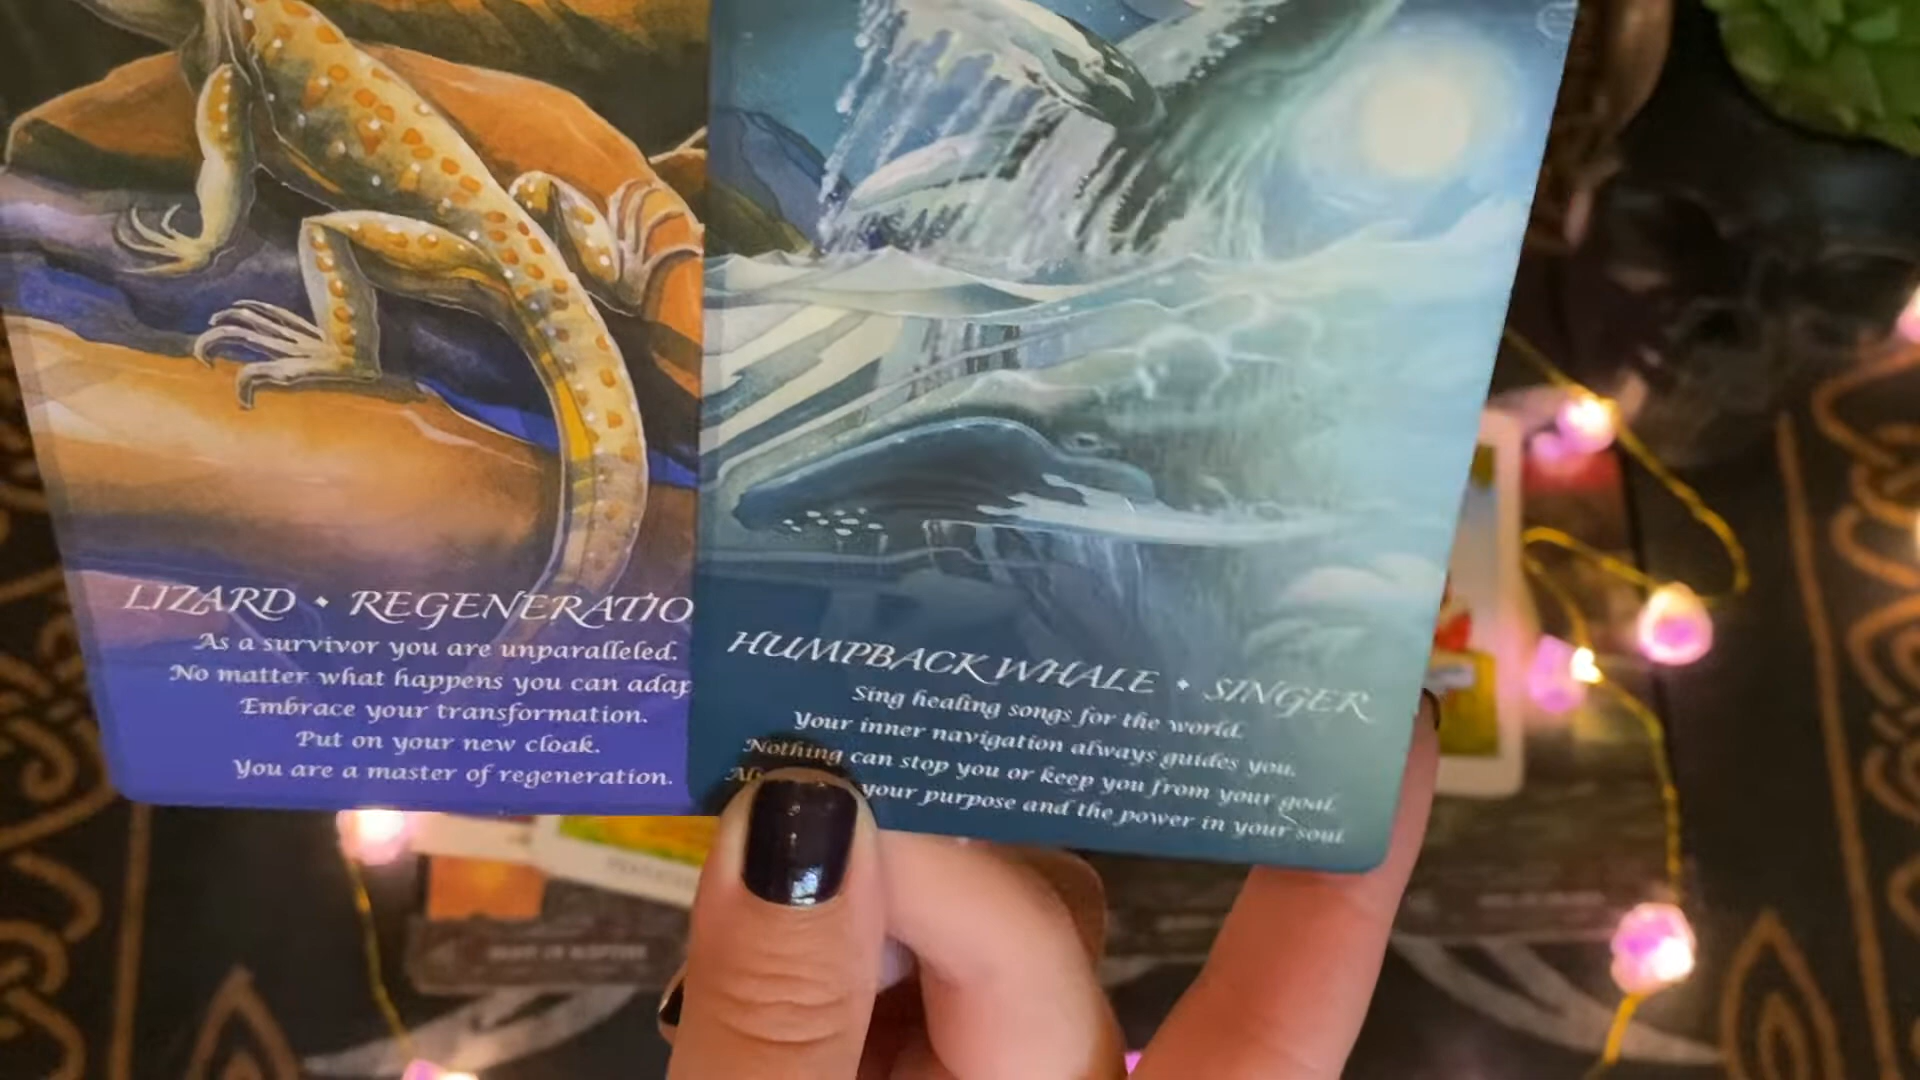 LIZARD • REGENERATIO
As a survivor you are unparalleled.
No matter what happens you can adap
Embrace your transformation.
Put on your new cloak.
You are a master of regeneration.
HUMPBACK WHALE • SINGER
Sing healing songs for the world.
Your inner navigation always guides you.
Nothing can stop you or keep you from your goal.
your purpose and the power in your soul.